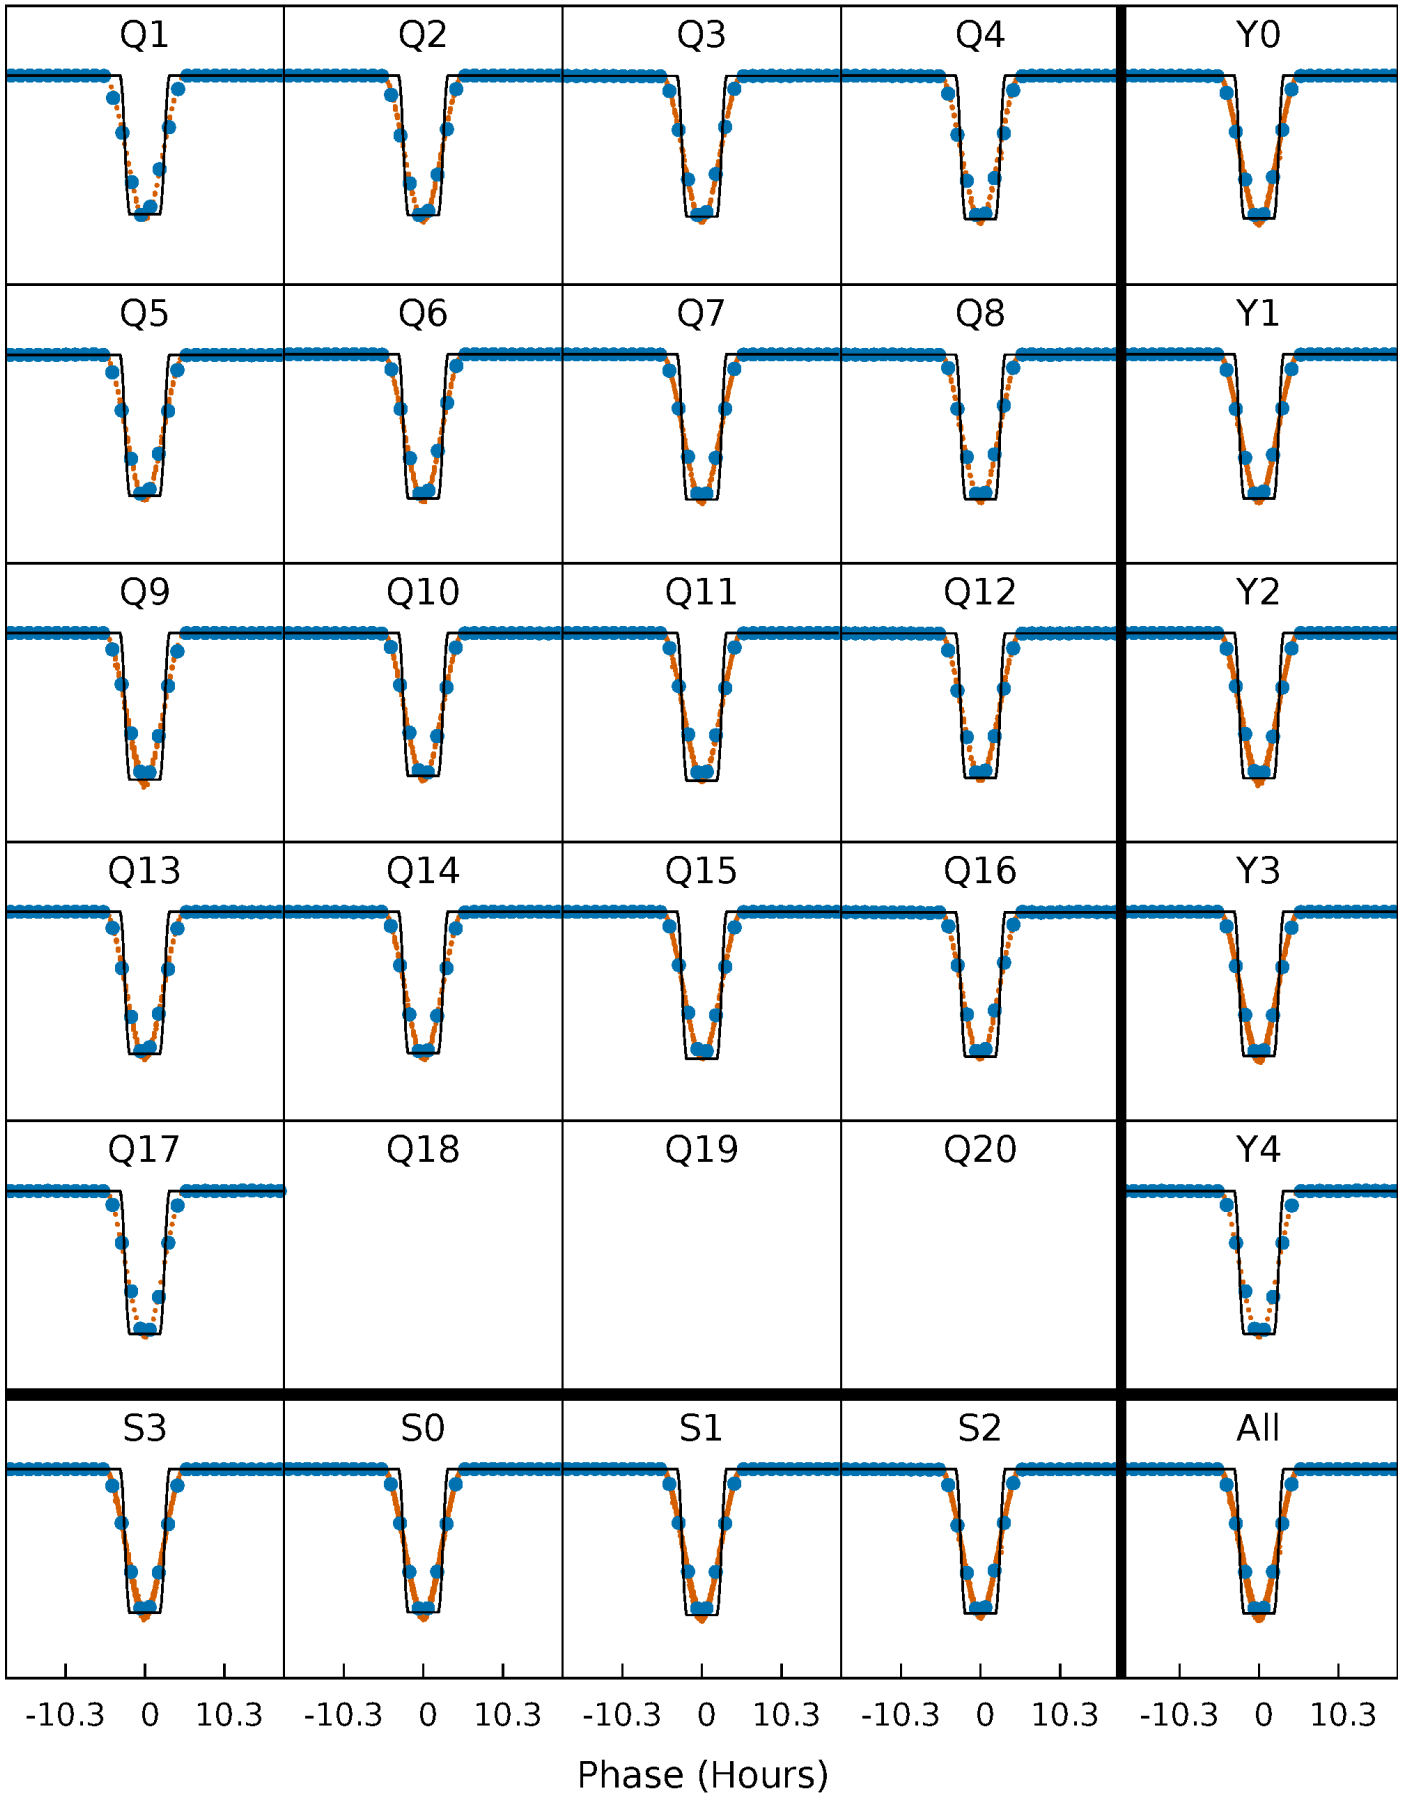 Q1 Q2 Q3 Q4 Y0
Q5 Q6 Q7 Q8 Y1
Q9 Q10 Q11 Q12 Y2
Q13 Q14 Q15 Q16 Y3
Q17 Q18 Q19 Q20 Y4
S3 S0 S1 S2 All
-10.3 0 10.3 -10.3 0 10.3 -10.3 0 10.3 -10.3 0 10.3 -10.3 0 10.3
Phase (Hours)